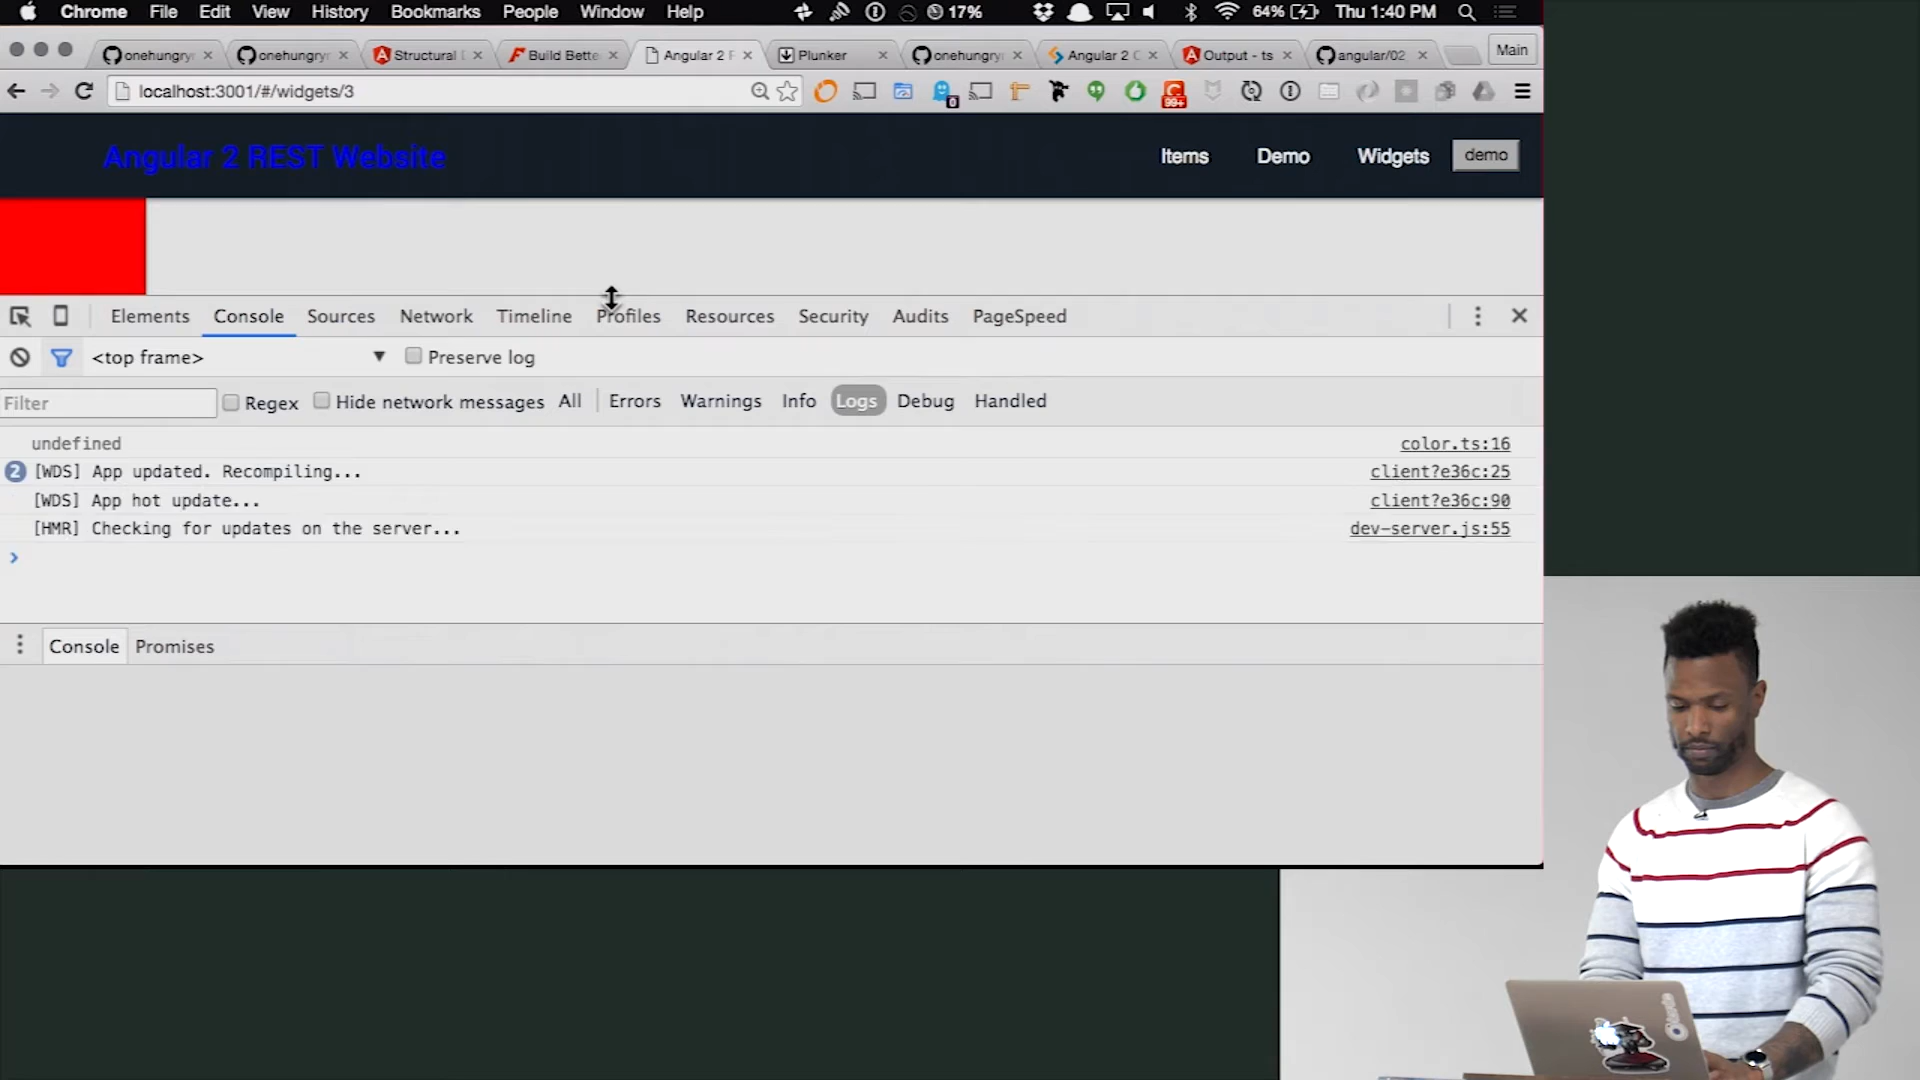 Chrome File Edit View History Bookmarks People Window Help 17% 64% Thu 1:40 PM
onehungry onehungry Structural Build Bette Angular 2 F Plunker onehungry Angular 2 C Output - ts angular/02 Main
localhost:3001/#/widgets/3 0 99+
Angular 2 REST Website Items Demo Widgets demo
Elements Console Sources Network Timeline Profiles Resources Security Audits PageSpeed
<top frame> Preserve log
Filter Regex Hide network messages All Errors Warnings Info Logs Debug Handled
undefined color.ts:16
2 [WDS] App updated. Recompiling... client?e36c:25
[WDS] App hot update... client?e36c:90
[HMR] Checking for updates on the server... dev-server.js:55
Console Promises